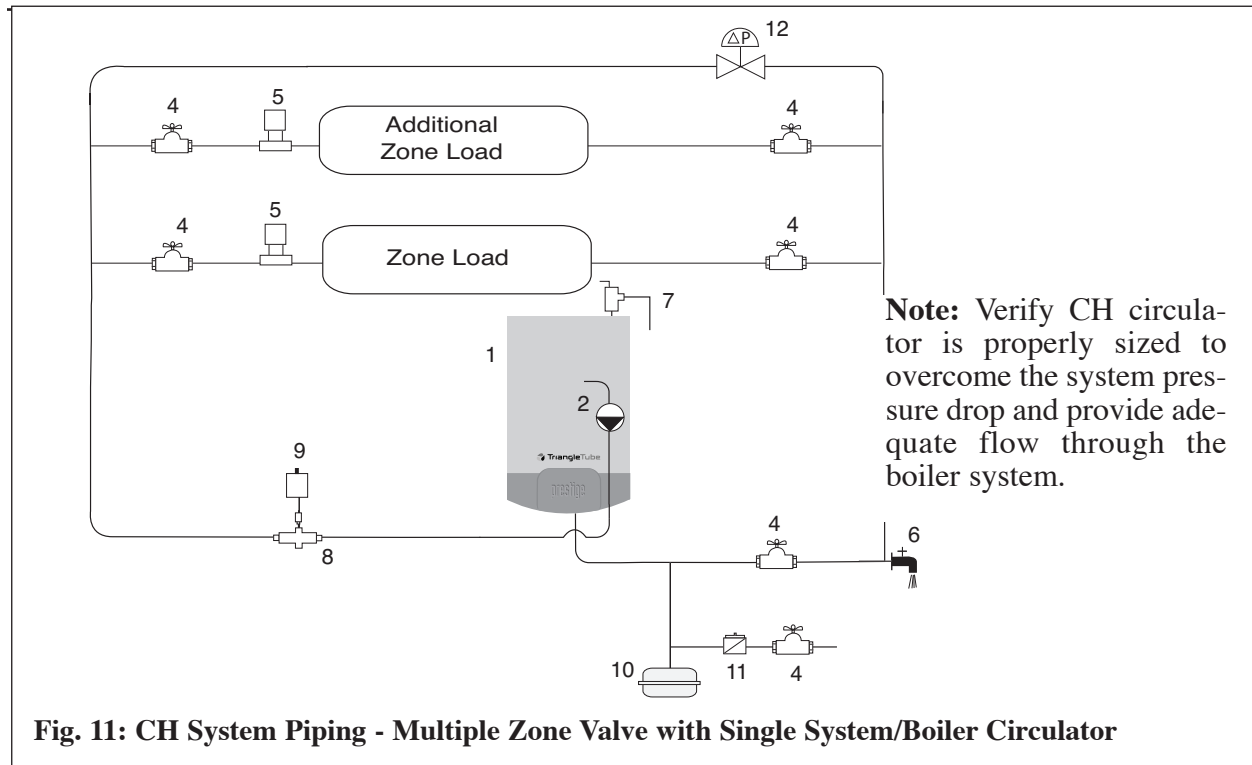 12
ΔP
4
5
Additional
Zone Load
4
4
5
Zone Load
4
7
1
2
TriangleTube
prestige
Note: Verify CH circula-
tor is properly sized to
overcome the system pres-
sure drop and provide ade-
quate flow through the
boiler system.
9
8
4
6
10
11
4
Fig. 11: CH System Piping - Multiple Zone Valve with Single System/Boiler Circulator